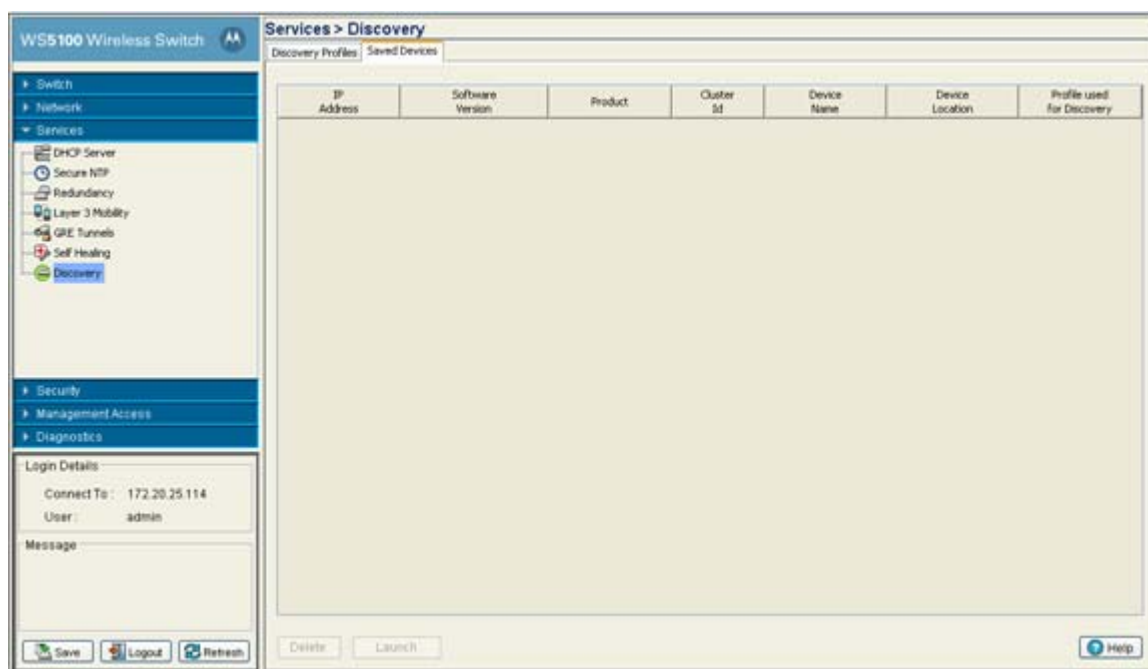 WS5100 Wireless Switch
Switch
Network
Services
DHCP Server
Secure NTP
Redundancy
Layer 3 Mobility
GRE Tunnels
Self Healing
Discovery
Security
Management Access
Diagnostics
Login Details
Connect To : 172.20.25.114
User : admin
Message
Save Logout Refresh
Services > Discovery
Discovery Profiles Saved Devices
IP Address Software Version Product Cluster Id Device Name Device Location Profile used for Discovery
Delete Launch Help